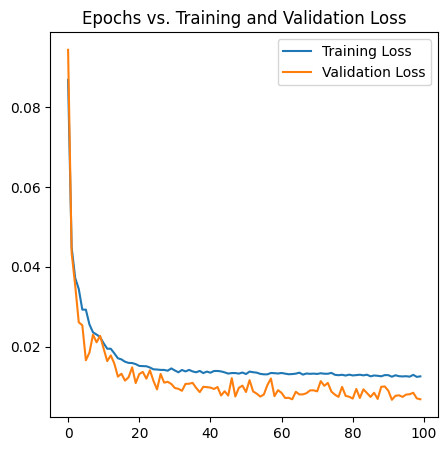 Epochs vs. Training and Validation Loss
Training Loss
Validation Loss
0.08
0.06
0.04
0.02
0 20 40 60 80 100